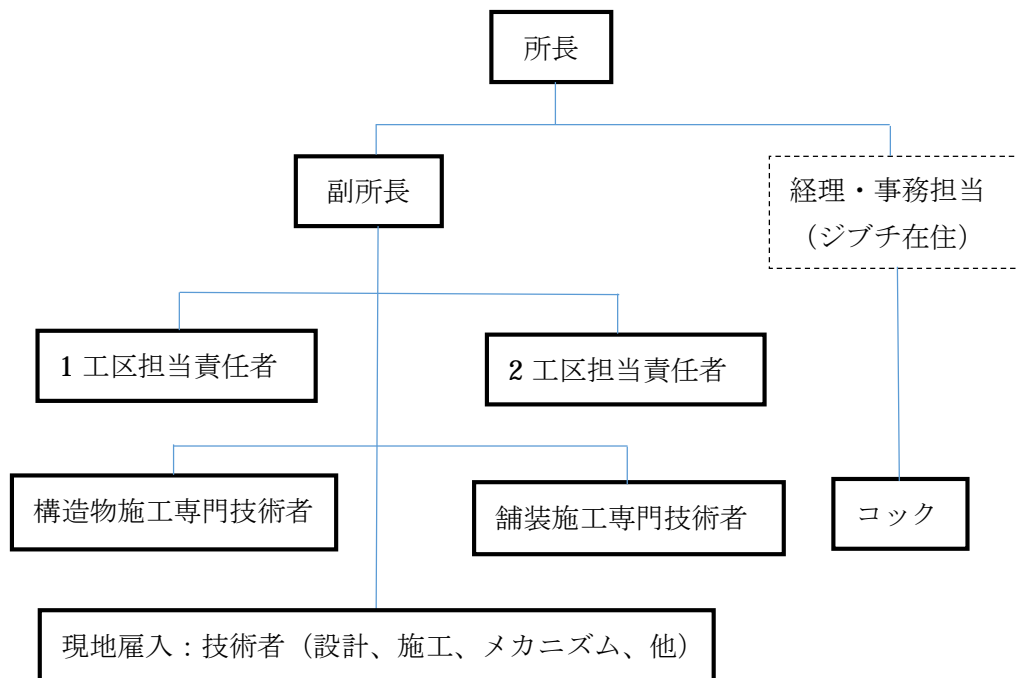 所長
副所長
経理・事務担当
（ジブチ在住）
1 工区担当責任者
2 工区担当責任者
構造物施工専門技術者
舗装施工専門技術者
コック
現地雇入：技術者（設計、施工、メカニズム、他）